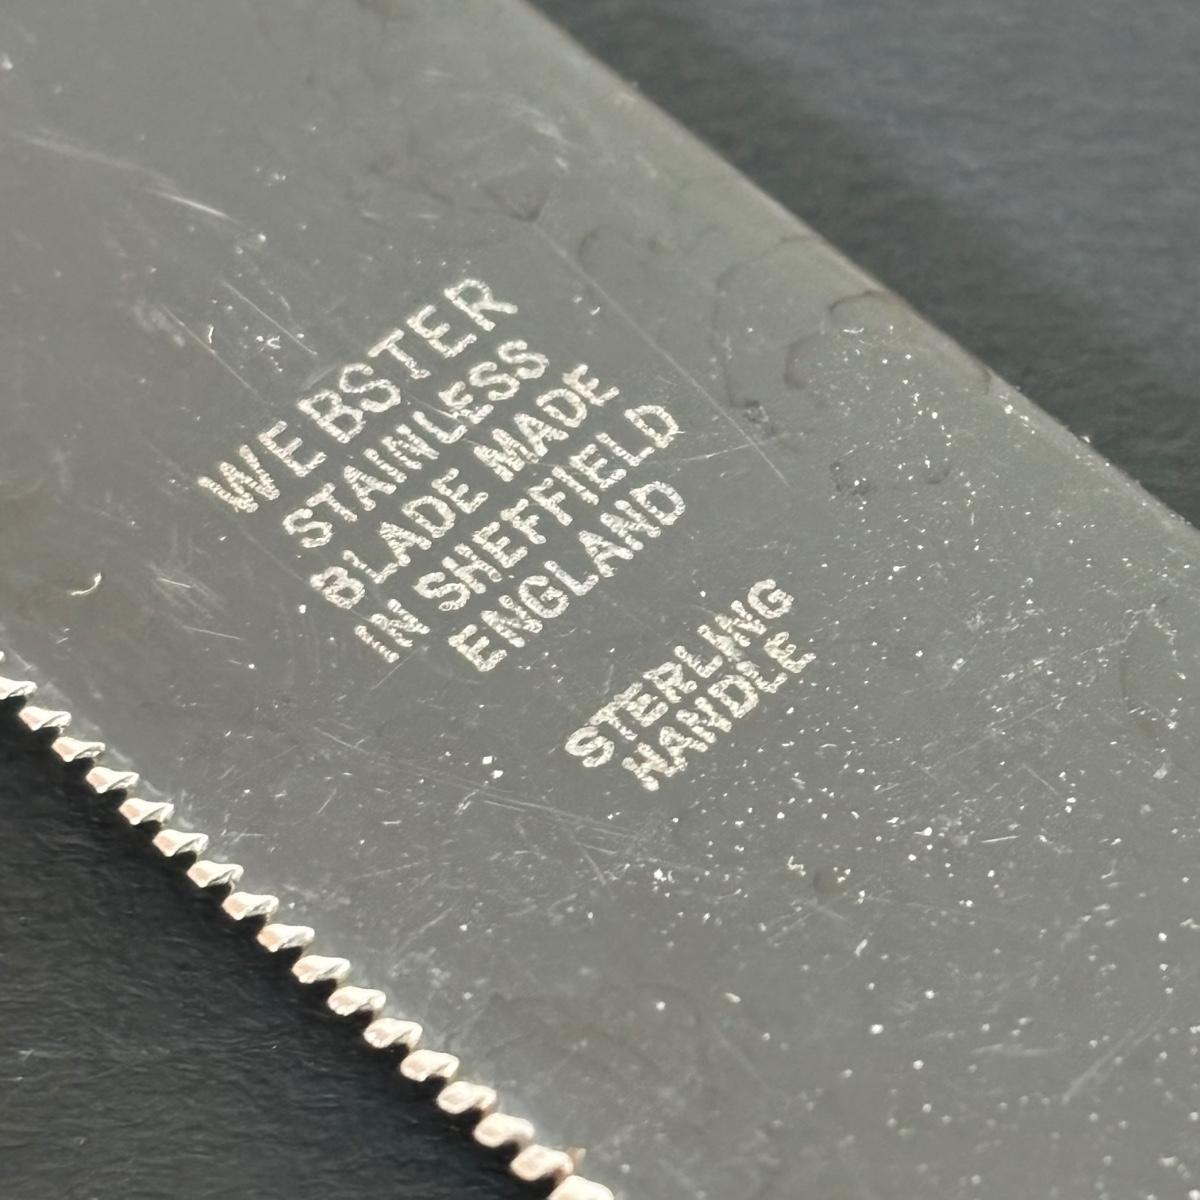 WEBSTER
STAINLESS
BLADE MADE
IN SHEFFIELD
ENGLAND
STERLING
HANDLE